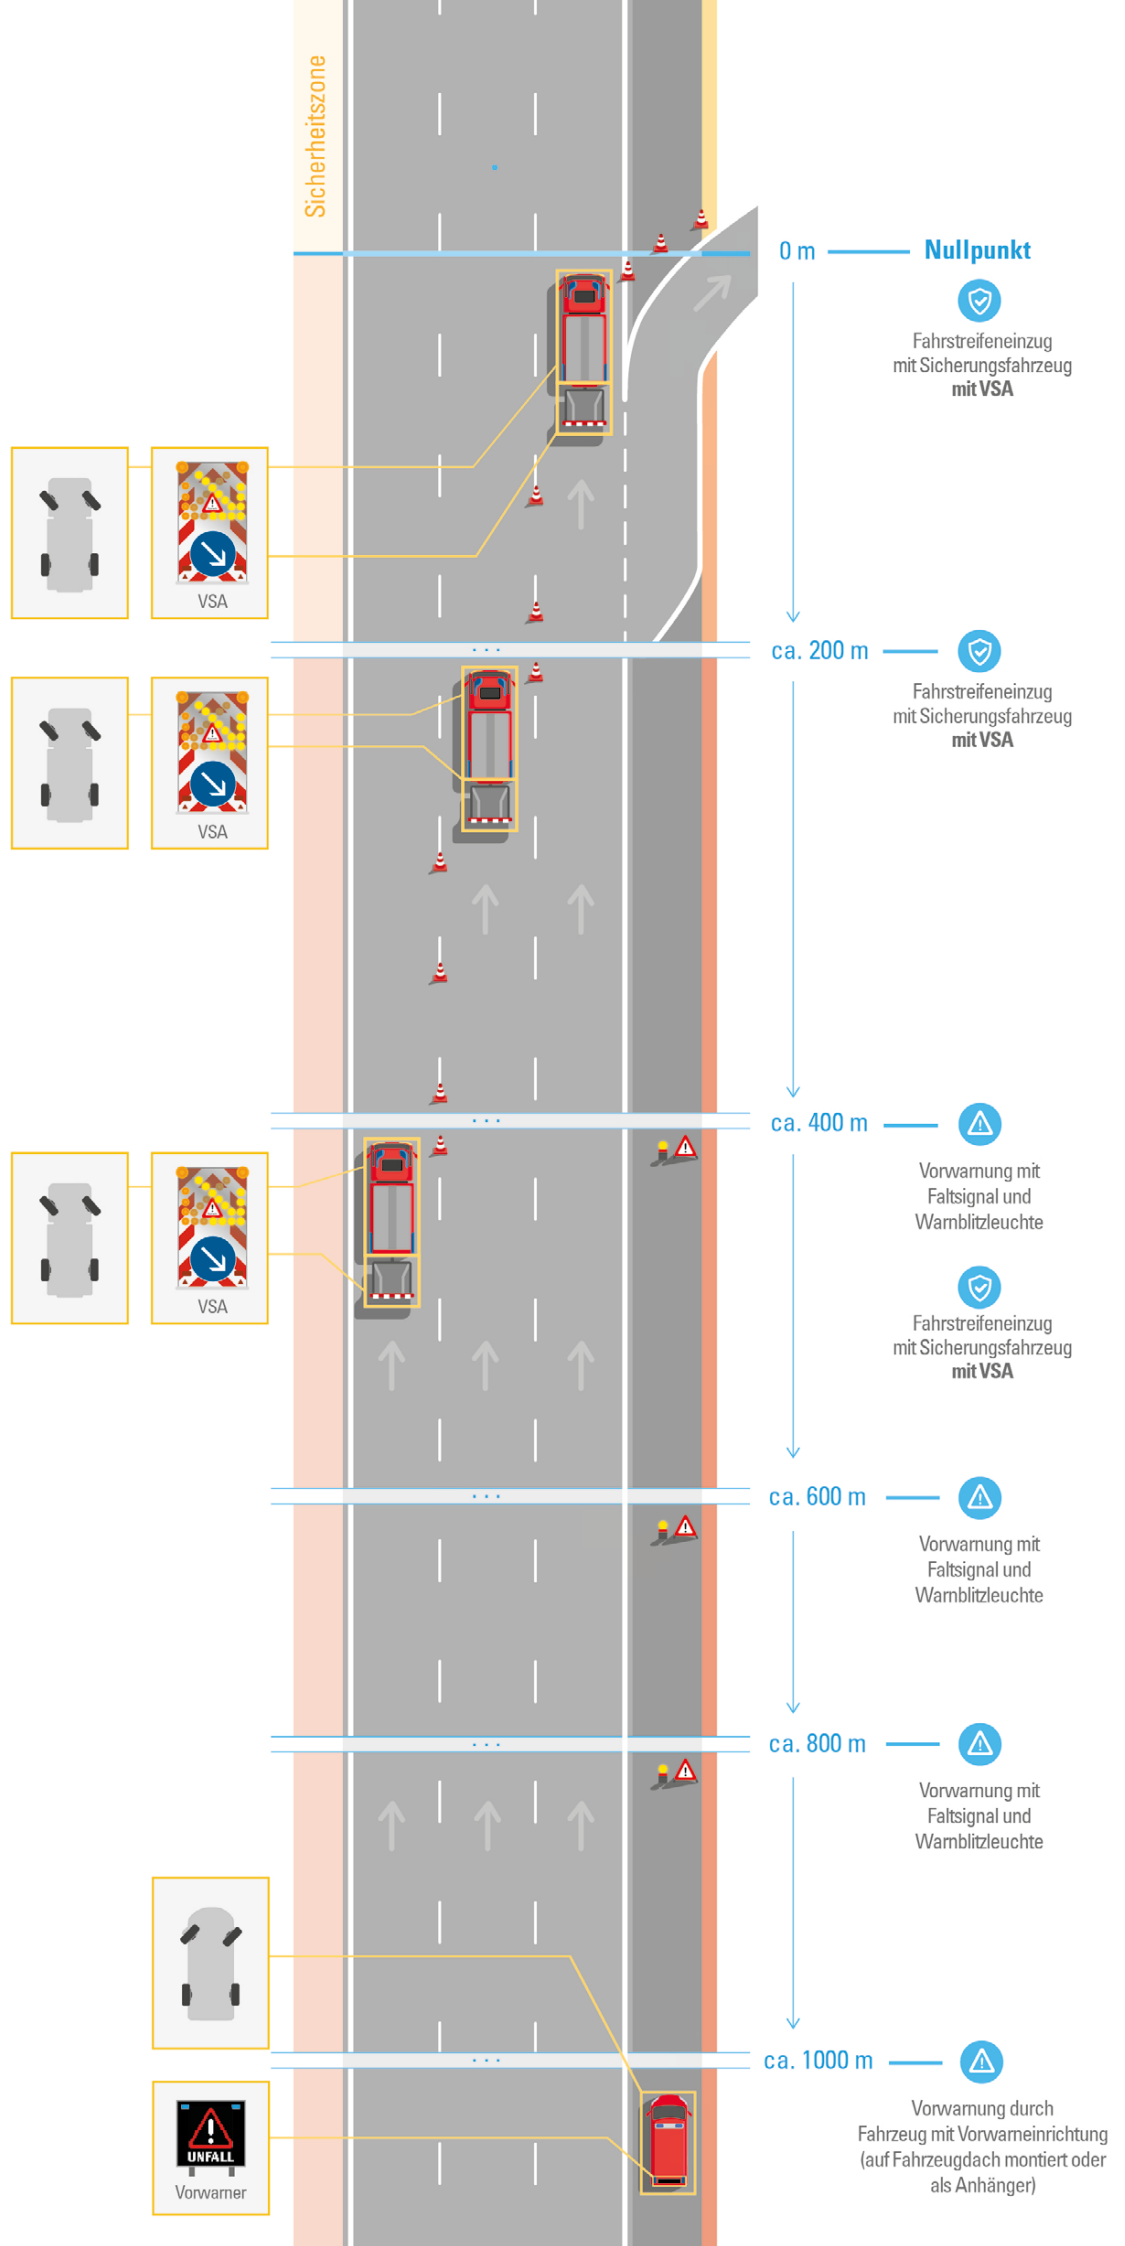 Sicherheitszone
0 m
Nullpunkt
Fahrstreifeneinzug
mit Sicherungsfahrzeug
mit VSA
VSA
ca. 200 m
Fahrstreifeneinzug
mit Sicherungsfahrzeug
mit VSA
VSA
ca. 400 m
Vorwarnung mit
Faltsignal und
Warnblitzleuchte
Fahrstreifeneinzug
mit Sicherungsfahrzeug
mit VSA
VSA
ca. 600 m
Vorwarnung mit
Faltsignal und
Warnblitzleuchte
ca. 800 m
Vorwarnung mit
Faltsignal und
Warnblitzleuchte
ca. 1000 m
Vorwarnung durch
Fahrzeug mit Vorwarneinrichtung
(auf Fahrzeugdach montiert oder
als Anhänger)
UNFALL
Vorwarner